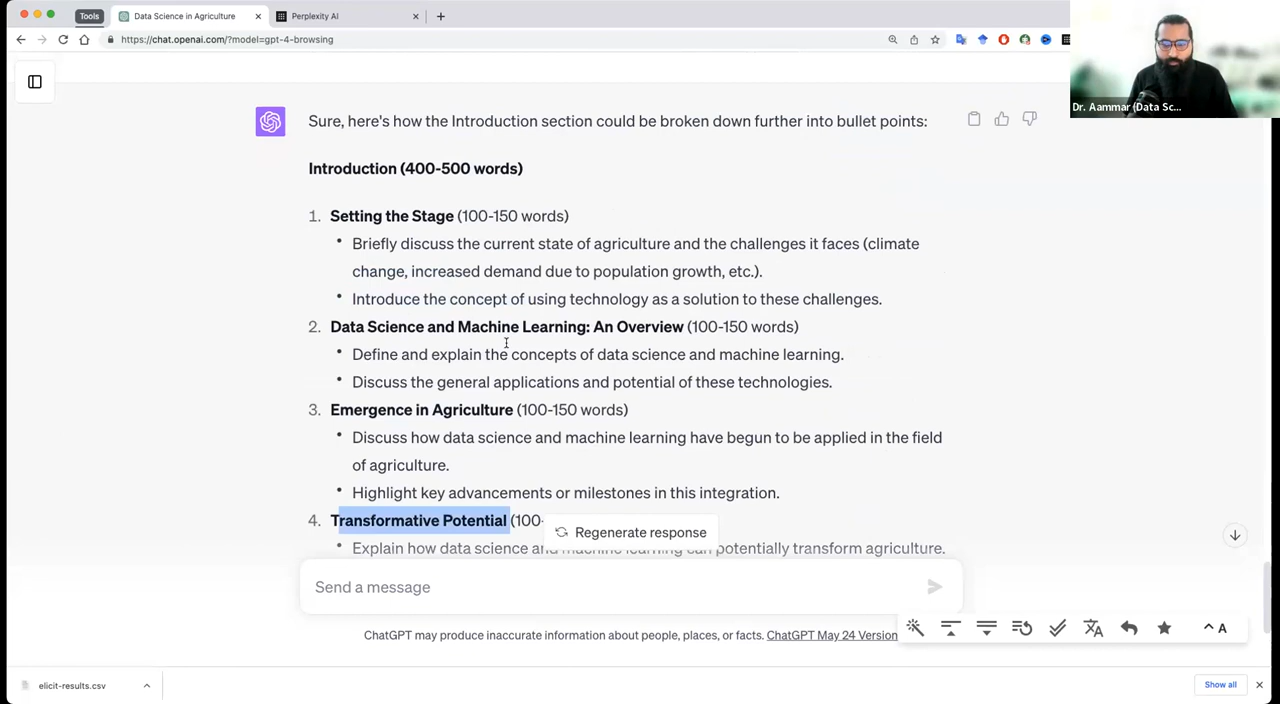 Tools
Data Science in Agriculture
Perplexity AI
https://chat.openai.com/?model=gpt-4-browsing
Dr. Aammar (Data Sc...
Sure, here's how the Introduction section could be broken down further into bullet points:
Introduction (400-500 words)
1. Setting the Stage (100-150 words)
• Briefly discuss the current state of agriculture and the challenges it faces (climate
change, increased demand due to population growth, etc.).
• Introduce the concept of using technology as a solution to these challenges.
2. Data Science and Machine Learning: An Overview (100-150 words)
• Define and explain the concepts of data science and machine learning.
• Discuss the general applications and potential of these technologies.
3. Emergence in Agriculture (100-150 words)
• Discuss how data science and machine learning have begun to be applied in the field
of agriculture.
• Highlight key advancements or milestones in this integration.
4. Transformative Potential (100-
Regenerate response
• Explain how data science and machine learning can potentially transform agriculture.
Send a message
ChatGPT may produce inaccurate information about people, places, or facts. ChatGPT May 24 Version
A
elicit-results.csv
Show all